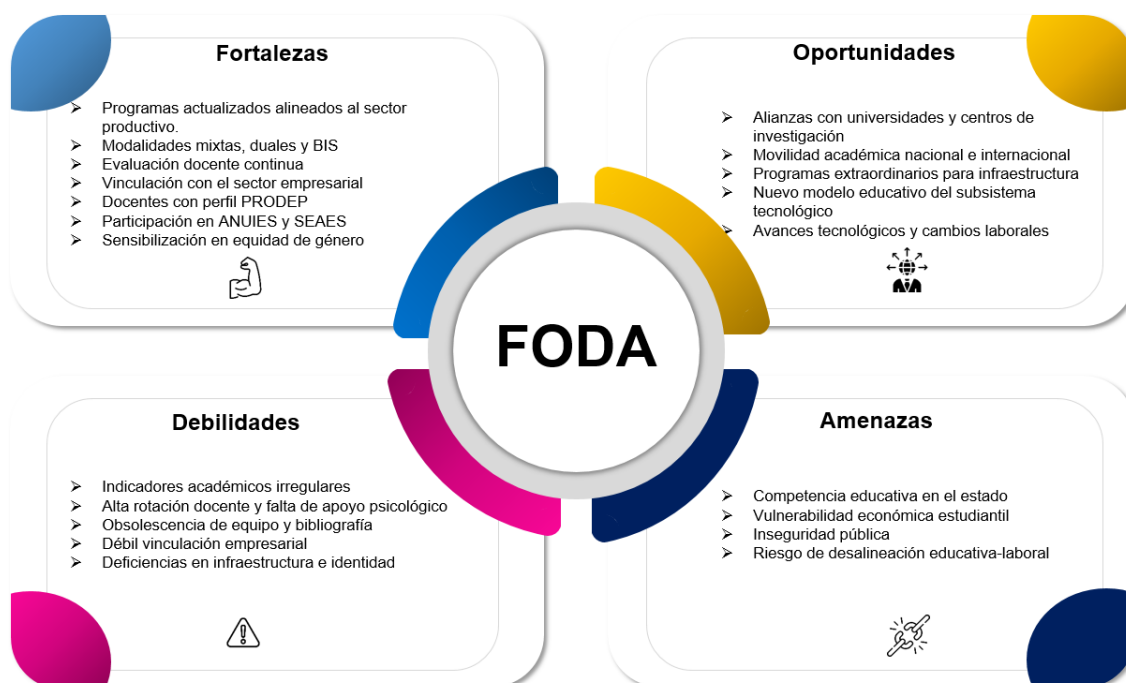 Fortalezas
➢ Programas actualizados alineados al sector
productivo.
➢ Modalidades mixtas, duales y BIS
➢ Evaluación docente continua
➢ Vinculación con el sector empresarial
➢ Docentes con perfil PRODEP
➢ Participación en ANUIES y SEAES
➢ Sensibilización en equidad de género
Oportunidades
➢ Alianzas con universidades y centros de
investigación
➢ Movilidad académica nacional e internacional
➢ Programas extraordinarios para infraestructura
➢ Nuevo modelo educativo del subsistema
tecnológico
➢ Avances tecnológicos y cambios laborales
FODA
Debilidades
➢ Indicadores académicos irregulares
➢ Alta rotación docente y falta de apoyo psicológico
➢ Obsolescencia de equipo y bibliografía
➢ Débil vinculación empresarial
➢ Deficiencias en infraestructura e identidad
Amenazas
➢ Competencia educativa en el estado
➢ Vulnerabilidad económica estudiantil
➢ Inseguridad pública
➢ Riesgo de desalineación educativa-laboral